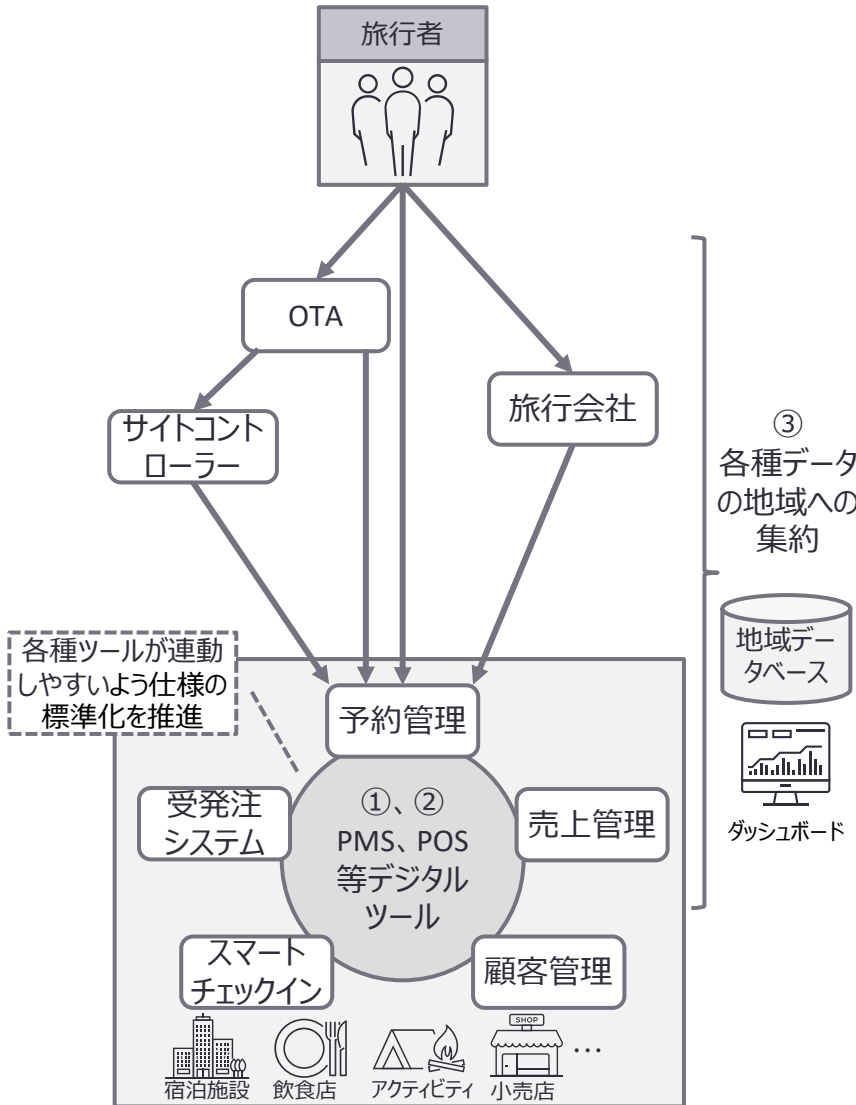 旅行者
OTA
サイトコント
ローラー
旅行会社
③
各種データ
の地域への
集約
地域デー
タベース
ダッシュボード
各種ツールが連動
しやすいよう仕様の
標準化を推進
予約管理
受発注
システム
①、②
PMS、POS
等デジタル
ツール
売上管理
スマート
チェックイン
顧客管理
SHOP
…
宿泊施設
飲食店
アクティビティ
小売店